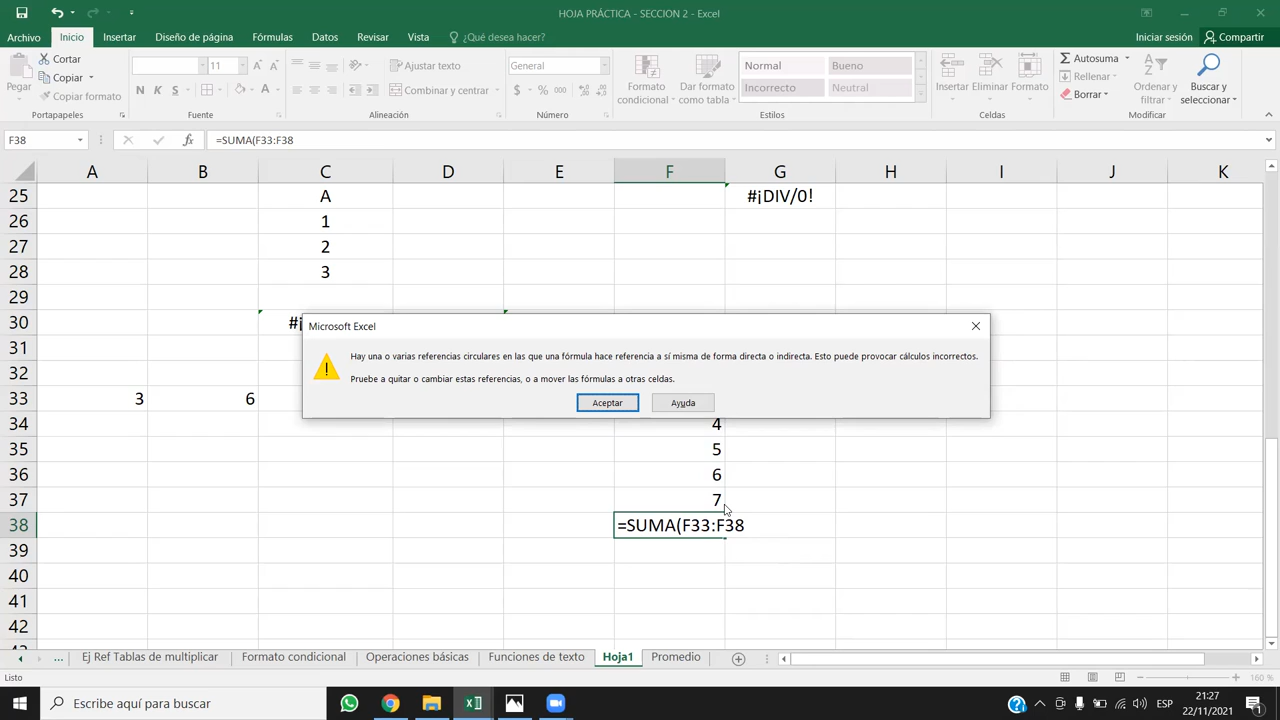 HOJA PRÁCTICA - SECCION 2 - Excel
Archivo Inicio Insertar Diseño de página Fórmulas Datos Revisar Vista ¿Qué desea hacer? Iniciar sesión Compartir
Pegar
Cortar
Copiar
Copiar formato
Portapapeles
11
N K S
Fuente
Ajustar texto
Combinar y centrar
Alineación
General
$ % 000
Número
Formato condicional
Dar formato como tabla
Normal Bueno
Incorrecto Neutral
Estilos
Insertar Eliminar Formato
Celdas
Autosuma
Rellenar
Borrar
Ordenar y filtrar
Buscar y seleccionar
Modificar
F38 fx =SUMA(F33:F38
A B C D E F G H I J K
25 A #¡DIV/0!
26 1
27 2
28 3
29
30 #¡
31
32
33 3 6
34 4
35 5
36 6
37 7
38 =SUMA(F33:F38
39
40
41
42
Microsoft Excel
Hay una o varias referencias circulares en las que una fórmula hace referencia a sí misma de forma directa o indirecta. Esto puede provocar cálculos incorrectos.
Pruebe a quitar o cambiar estas referencias, o a mover las fórmulas a otras celdas.
Aceptar Ayuda
... Ej Ref Tablas de multiplicar Formato condicional Operaciones básicas Funciones de texto Hoja1 Promedio
Listo 160 %
Escribe aquí para buscar
ESP
21:27
22/11/2021